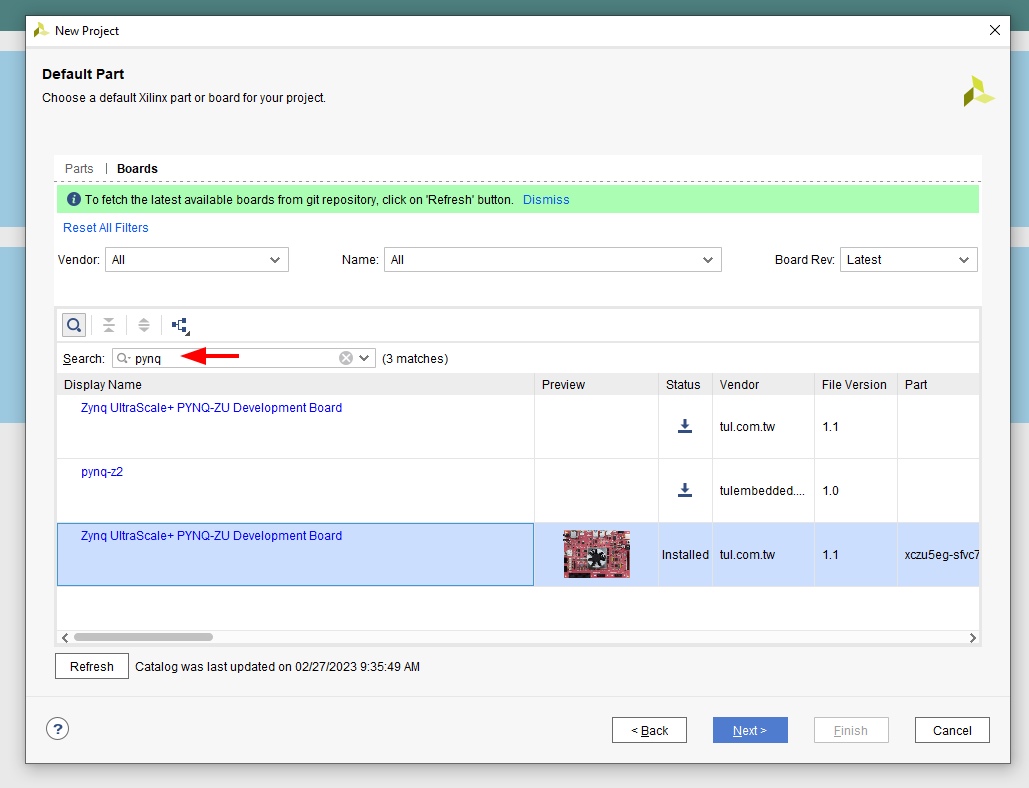 New Project
Default Part
Choose a default Xilinx part or board for your project.
Parts | Boards
To fetch the latest available boards from git repository, click on 'Refresh' button. Dismiss
Reset All Filters
Vendor: All Name: All Board Rev: Latest
Search: pynq (3 matches)
Display Name Preview Status Vendor File Version Part
Zynq UltraScale+ PYNQ-ZU Development Board tul.com.tw 1.1
pynq-z2 tulembedded.... 1.0
Zynq UltraScale+ PYNQ-ZU Development Board Installed tul.com.tw 1.1 xczu5eg-sfvc7
Refresh Catalog was last updated on 02/27/2023 9:35:49 AM
? < Back Next > Finish Cancel